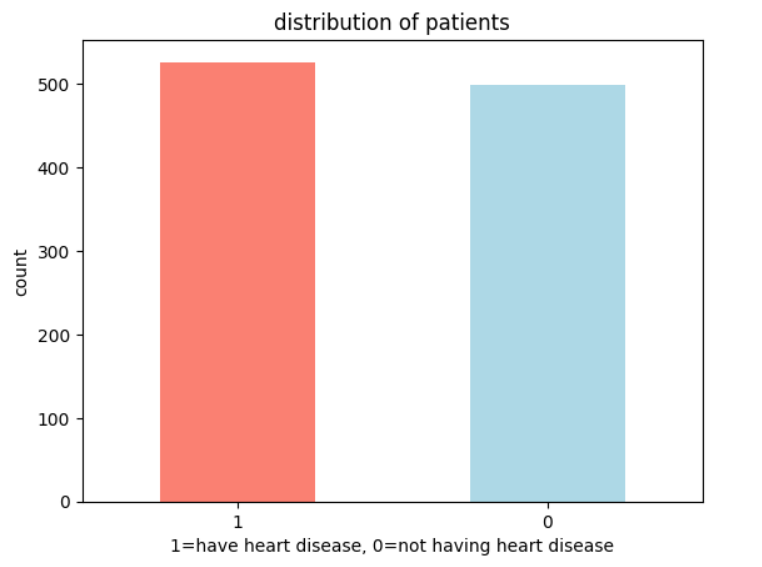 distribution of patients
500
400
300
200
100
0
count
1
0
1=have heart disease, 0=not having heart disease